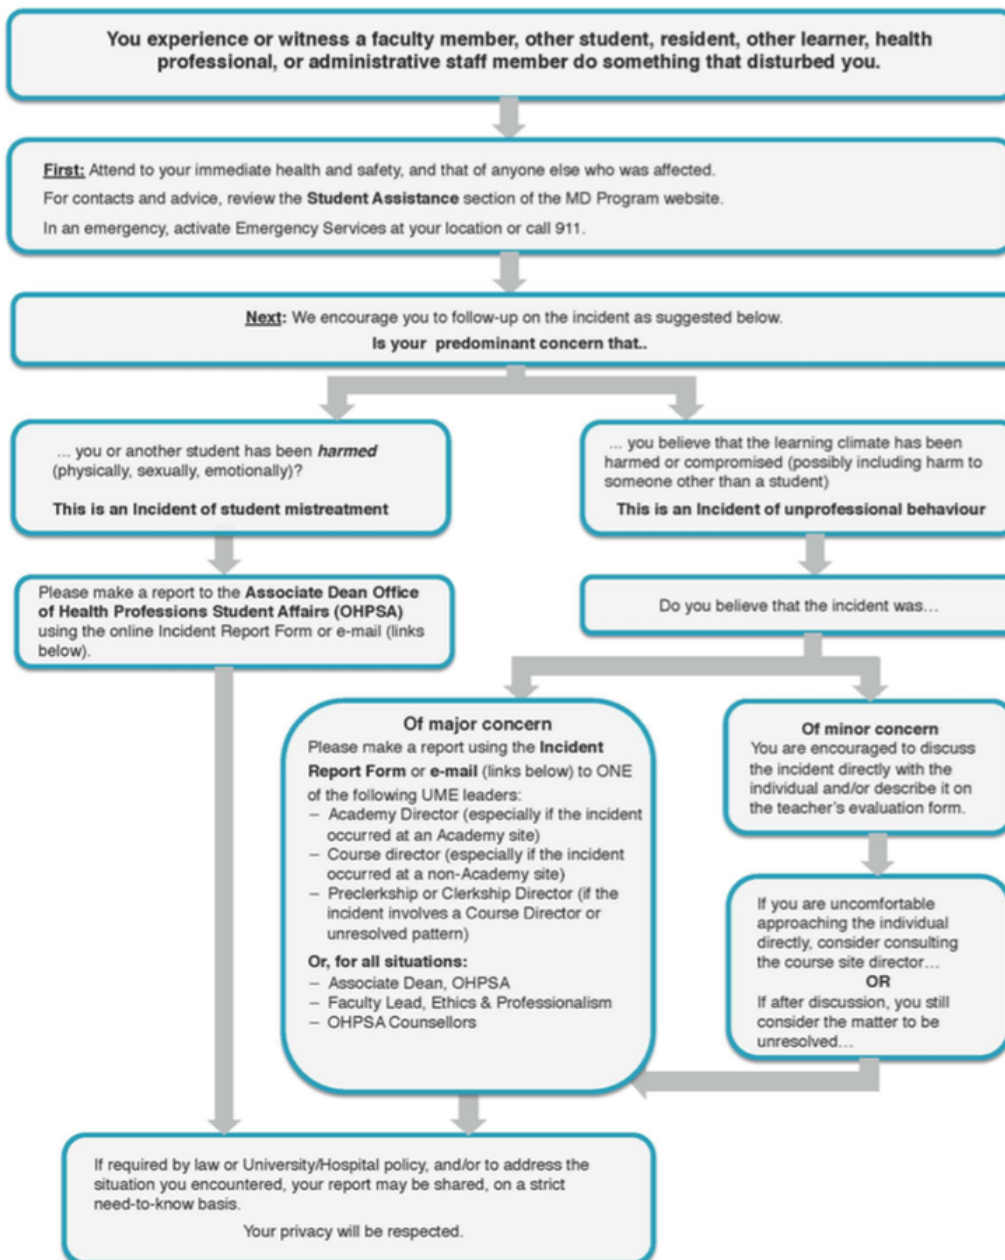 You experience or witness a faculty member, other student, resident, other learner, health
professional, or administrative staff member do something that disturbed you.
First: Attend to your immediate health and safety, and that of anyone else who was affected.
For contacts and advice, review the Student Assistance section of the MD Program website.
In an emergency, activate Emergency Services at your location or call 911.
Next: We encourage you to follow-up on the incident as suggested below.
Is your predominant concern that..
... you or another student has been harmed
(physically, sexually, emotionally)?
This is an Incident of student mistreatment
... you believe that the learning climate has been
harmed or compromised (possibly including harm to
someone other than a student)
This is an Incident of unprofessional behaviour
Please make a report to the Associate Dean Office
of Health Professions Student Affairs (OHPSA)
using the online Incident Report Form or e-mail (links
below).
Do you believe that the incident was...
Of major concern
Please make a report using the Incident
Report Form or e-mail (links below) to ONE
of the following UME leaders:
– Academy Director (especially if the incident
occurred at an Academy site)
– Course director (especially if the incident
occurred at a non-Academy site)
– Preclerkship or Clerkship Director (if the
incident involves a Course Director or
unresolved pattern)
Or, for all situations:
– Associate Dean, OHPSA
– Faculty Lead, Ethics & Professionalism
– OHPSA Counsellors
Of minor concern
You are encouraged to discuss
the incident directly with the
individual and/or describe it on
the teacher's evaluation form.
If you are uncomfortable
approaching the individual
directly, consider consulting
the course site director...
OR
If after discussion, you still
consider the matter to be
unresolved...
If required by law or University/Hospital policy, and/or to address the
situation you encountered, your report may be shared, on a strict
need-to-know basis.
Your privacy will be respected.